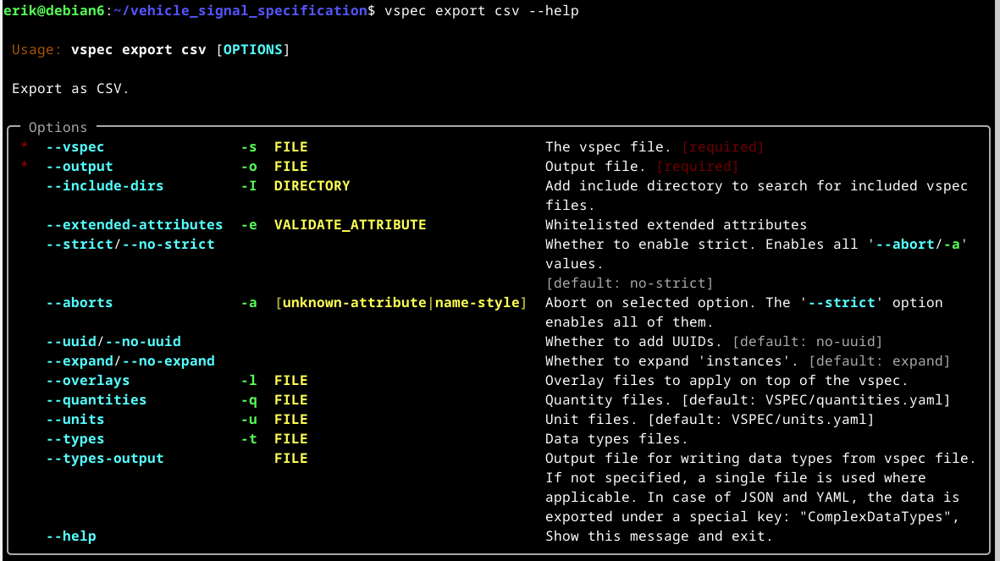 erik@debian6:~/vehicle_signal_specification$ vspec export csv --help
Usage: vspec export csv [OPTIONS]
Export as CSV.
Options
* --vspec -s FILE The vspec file. [required]
* --output -o FILE Output file. [required]
--include-dirs -I DIRECTORY Add include directory to search for included vspec
files.
--extended-attributes -e VALIDATE_ATTRIBUTE Whitelisted extended attributes
--strict/--no-strict Whether to enable strict. Enables all '--abort/-a'
values.
[default: no-strict]
--aborts -a [unknown-attribute|name-style] Abort on selected option. The '--strict' option
enables all of them.
--uuid/--no-uuid Whether to add UUIDs. [default: no-uuid]
--expand/--no-expand Whether to expand 'instances'. [default: expand]
--overlays -l FILE Overlay files to apply on top of the vspec.
--quantities -q FILE Quantity files. [default: VSPEC/quantities.yaml]
--units -u FILE Unit files. [default: VSPEC/units.yaml]
--types -t FILE Data types files.
--types-output FILE Output file for writing data types from vspec file.
If not specified, a single file is used where
applicable. In case of JSON and YAML, the data is
exported under a special key: "ComplexDataTypes",
--help Show this message and exit.